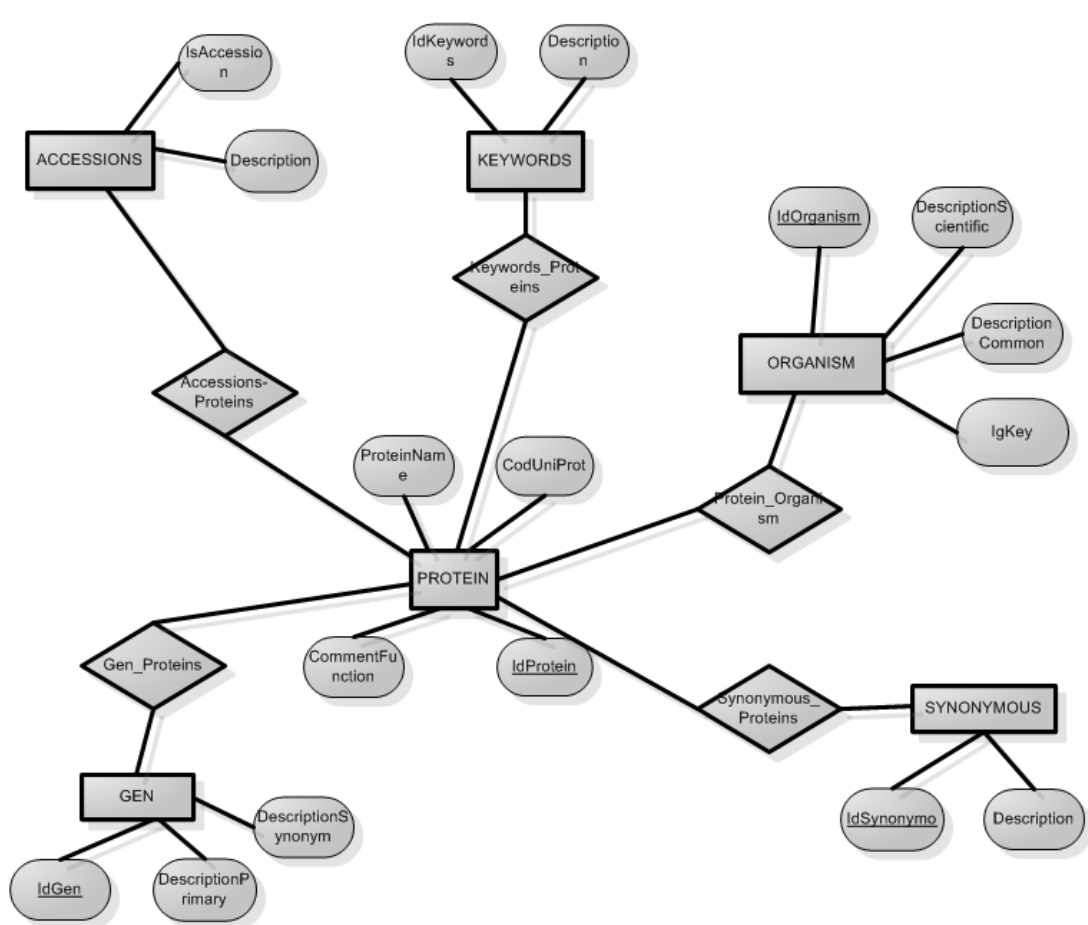 IsAccessio
n
ACCESSIONS
Description
IdKeyword
s
Descriptio
n
KEYWORDS
Keywords_Prot
eins
IdOrganism
DescriptionS
cientific
Description
Common
ORGANISM
IgKey
Accessions-
Proteins
ProteinNam
e
CodUniProt
Protein_Organi
sm
PROTEIN
CommentFu
nction
IdProtein
Gen_Proteins
Synonymous_
Proteins
SYNONYMOUS
IdSynonymo
Description
GEN
DescriptionS
ynonym
IdGen
DescriptionP
rimary